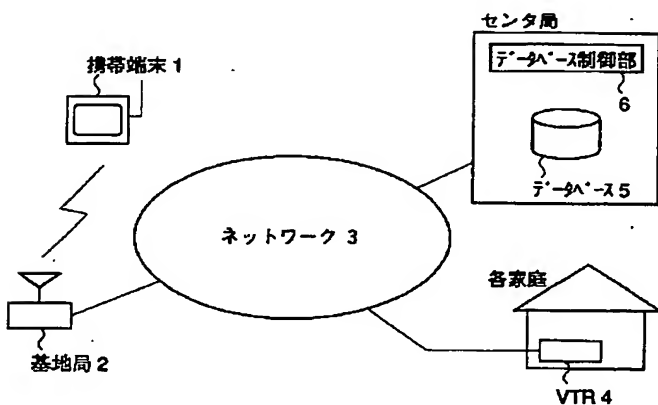 センタ局
データベース制御部
6
データベース5
携帯端末1
ネットワーク 3
各家庭
基地局2
VTR 4